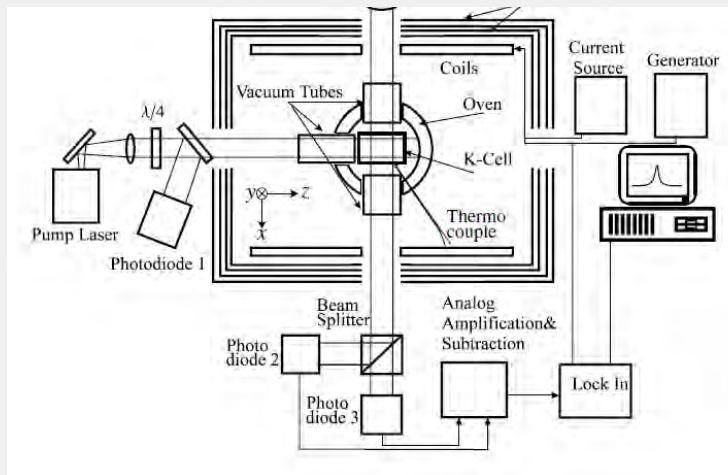 Coils
Current
Source
Generator
Vacuum Tubes
Oven
λ/4
K-Cell
y
z
x
Thermo
couple
Pump Laser
Photodiode 1
Beam
Splitter
Analog
Amplification&
Subtraction
Photo
diode 2
Lock In
Photo
diode 3